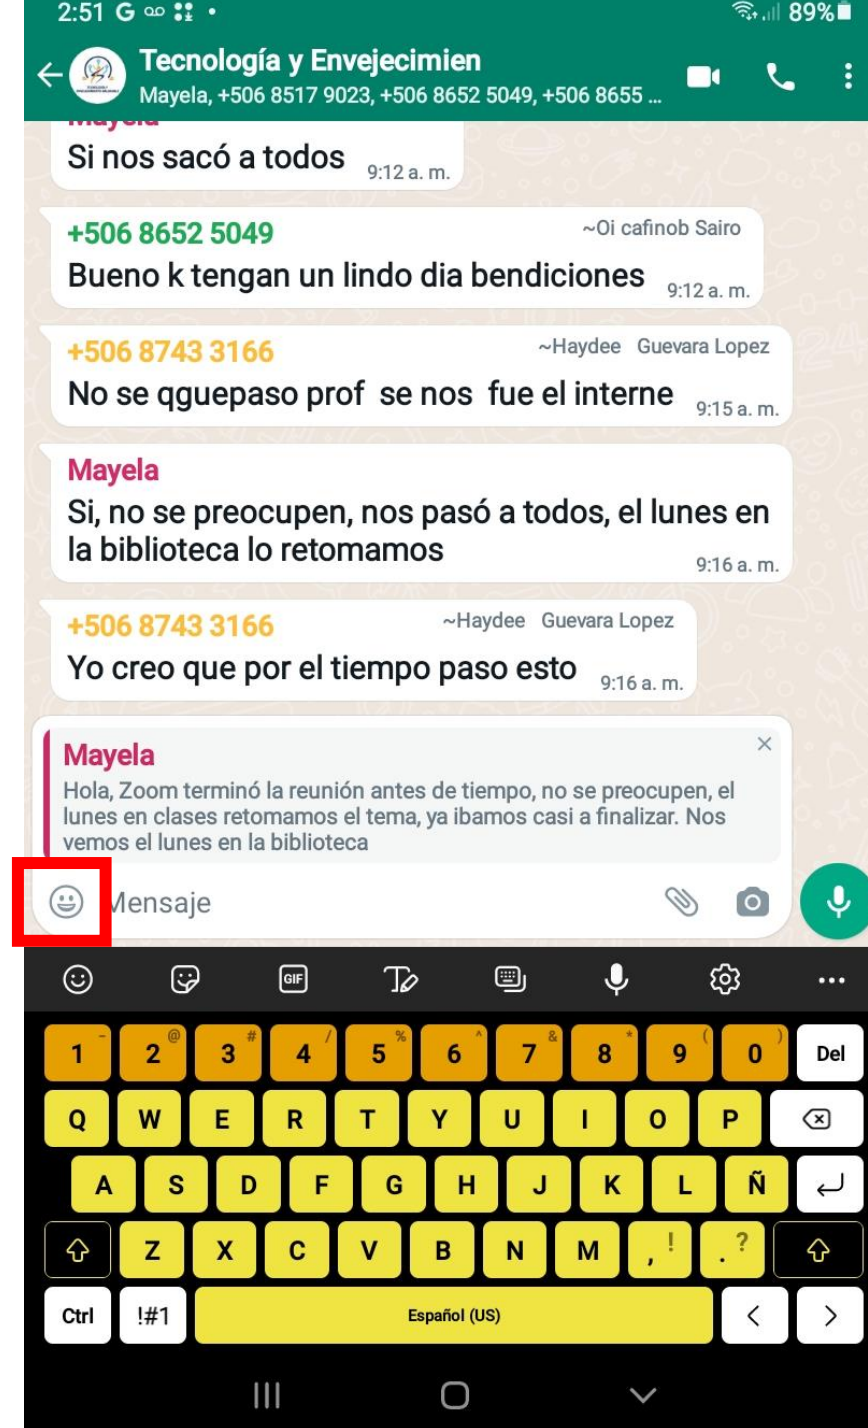 2:51 G
89%
Tecnología y Envejecimien
Mayela, +506 8517 9023, +506 8652 5049, +506 8655 ...
Mayela
Si nos sacó a todos 9:12 a. m.
+506 8652 5049 ~Oi cafinob Sairo
Bueno k tengan un lindo dia bendiciones 9:12 a. m.
+506 8743 3166 ~Haydee Guevara Lopez
No se qguepaso prof se nos fue el interne 9:15 a. m.
Mayela
Si, no se preocupen, nos pasó a todos, el lunes en
la biblioteca lo retomamos 9:16 a. m.
+506 8743 3166 ~Haydee Guevara Lopez
Yo creo que por el tiempo paso esto 9:16 a. m.
Mayela
Hola, Zoom terminó la reunión antes de tiempo, no se preocupen, el
lunes en clases retomamos el tema, ya ibamos casi a finalizar. Nos
vemos el lunes en la biblioteca
Mensaje
GIF
1 - 2 @ 3 # 4 / 5 % 6 ^ 7 & 8 * 9 ( 0 ) Del
Q W E R T Y U I O P
A S D F G H J K L Ñ
Z X C V B N M , ! . ?
Ctrl !#1 Español (US) < >